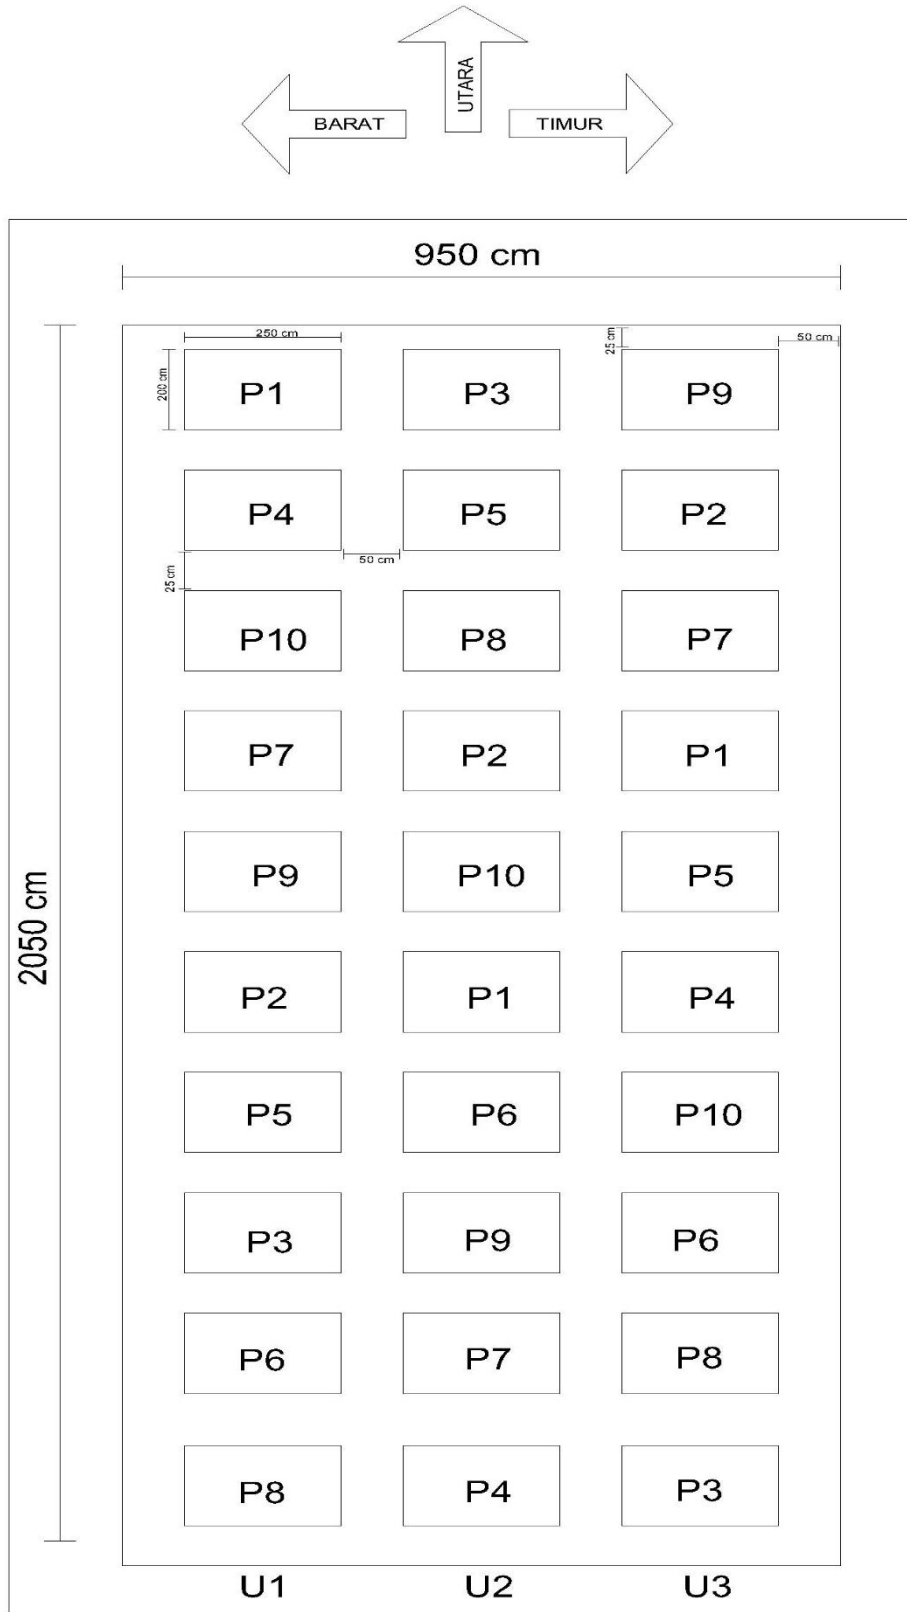 UTARA
BARAT TIMUR
950 cm
250 cm 25 cm 50 cm
200 cm
P1 P3 P9
P4 P5 P2
25 cm 50 cm
P10 P8 P7
P7 P2 P1
P9 P10 P5
2050 cm
P2 P1 P4
P5 P6 P10
P3 P9 P6
P6 P7 P8
P8 P4 P3
U1 U2 U3